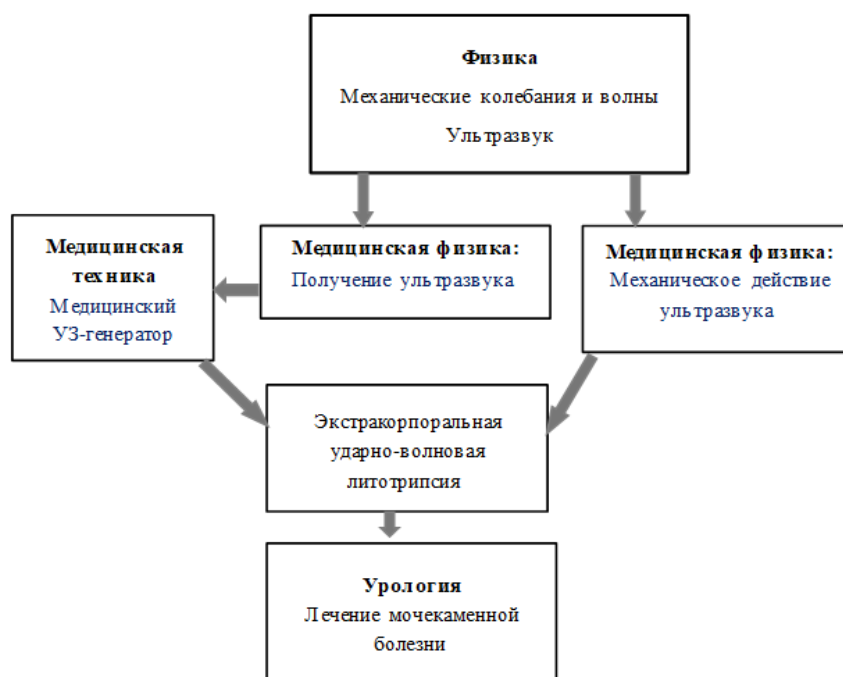 Физика
Механические колебания и волны
Ультразвук
Медицинская
техника
Медицинский
УЗ-генератор
Медицинская физика:
Получение ультразвука
Медицинская физика:
Механическое действие
ультразвука
Экстракорпоральная
ударно-волновая
литотрипсия
Урология
Лечение мочекаменной
болезни